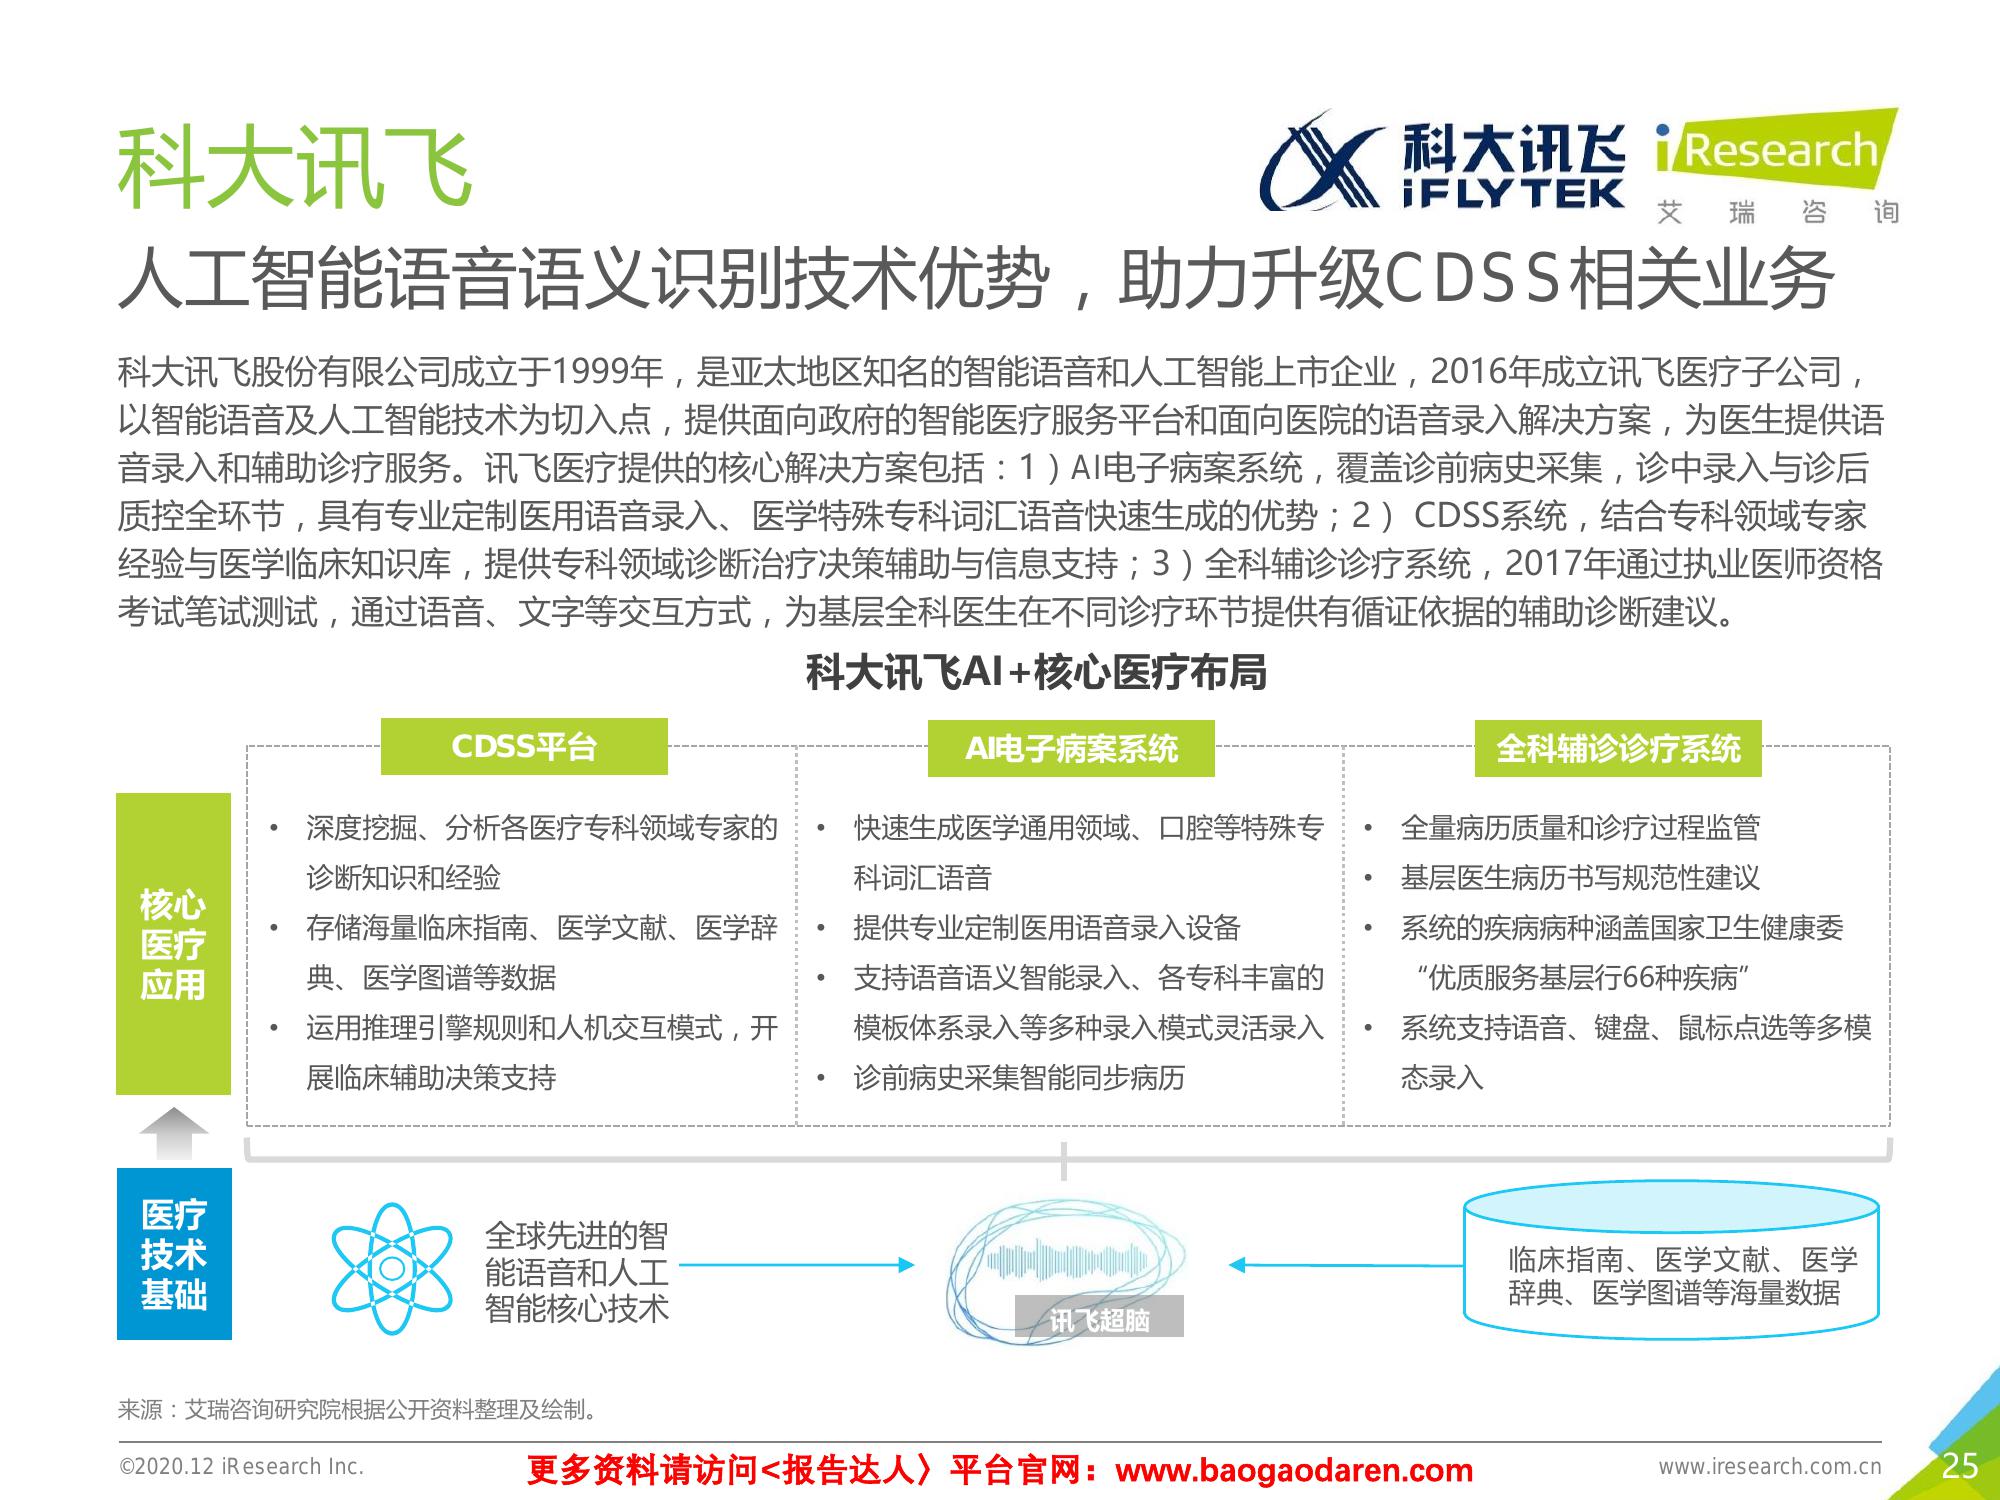 科大讯飞
科大讯飞
iFLYTEK
iResearch
艾瑞咨询
人工智能语音语义识别技术优势，助力升级CDSS相关业务
科大讯飞股份有限公司成立于1999年，是亚太地区知名的智能语音和人工智能上市企业，2016年成立讯飞医疗子公司，
以智能语音及人工智能技术为切入点，提供面向政府的智能医疗服务平台和面向医院的语音录入解决方案，为医生提供语
音录入和辅助诊疗服务。讯飞医疗提供的核心解决方案包括：1）AI电子病案系统，覆盖诊前病史采集，诊中录入与诊后
质控全环节，具有专业定制医用语音录入、医学特殊专科词汇语音快速生成的优势；2） CDSS系统，结合专科领域专家
经验与医学临床知识库，提供专科领域诊断治疗决策辅助与信息支持；3）全科辅诊诊疗系统，2017年通过执业医师资格
考试笔试测试，通过语音、文字等交互方式，为基层全科医生在不同诊疗环节提供有循证依据的辅助诊断建议。
科大讯飞AI+核心医疗布局
核心
医疗
应用
CDSS平台
• 深度挖掘、分析各医疗专科领域专家的
诊断知识和经验
• 存储海量临床指南、医学文献、医学辞
典、医学图谱等数据
• 运用推理引擎规则和人机交互模式，开
展临床辅助决策支持
AI电子病案系统
• 快速生成医学通用领域、口腔等特殊专
科词汇语音
• 提供专业定制医用语音录入设备
• 支持语音语义智能录入、各专科丰富的
模板体系录入等多种录入模式灵活录入
• 诊前病史采集智能同步病历
全科辅诊诊疗系统
• 全量病历质量和诊疗过程监管
• 基层医生病历书写规范性建议
• 系统的疾病病种涵盖国家卫生健康委
“优质服务基层行66种疾病”
• 系统支持语音、键盘、鼠标点选等多模
态录入
医疗
技术
基础
全球先进的智
能语音和人工
智能核心技术
讯飞超脑
临床指南、医学文献、医学
辞典、医学图谱等海量数据
来源：艾瑞咨询研究院根据公开资料整理及绘制。
©2020.12 iResearch Inc.
更多资料请访问<报告达人〉平台官网：www.baogaodaren.com
www.iresearch.com.cn
25